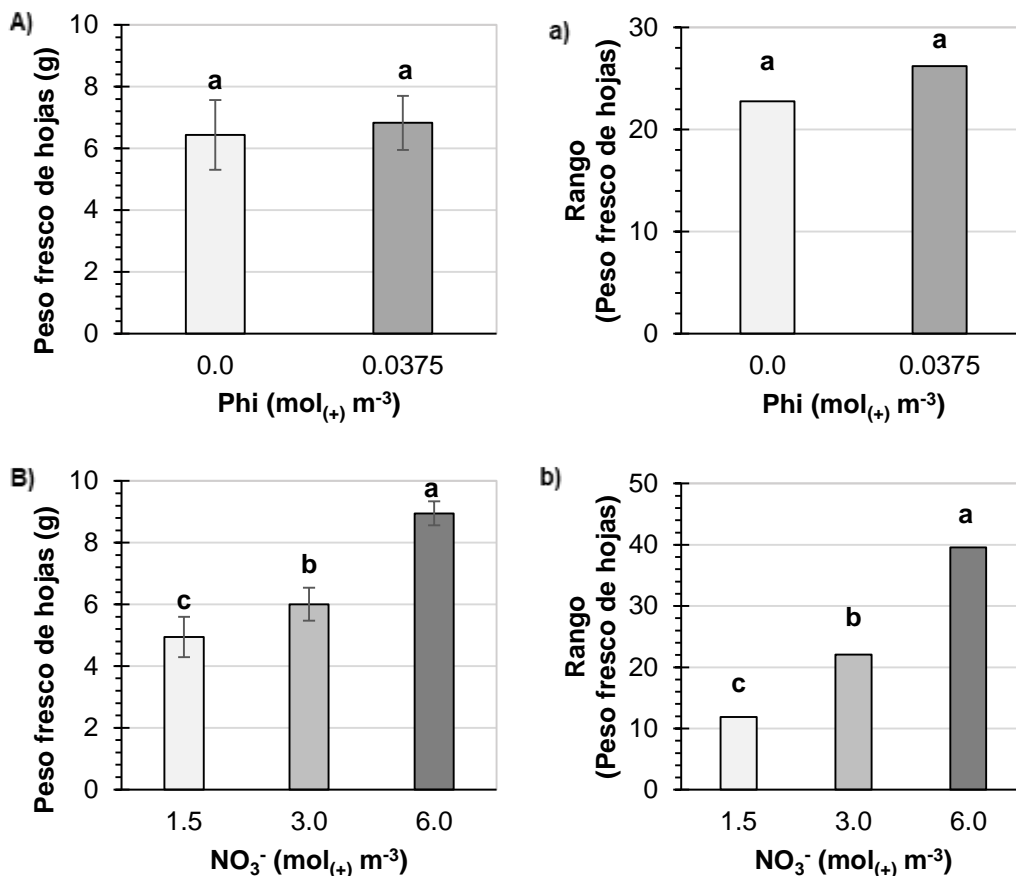 A)
Peso fresco de hojas (g)
10
8
6
4
2
0
a
a
0.0
0.0375
Phi (mol(+) m-3)
a)
Rango
(Peso fresco de hojas)
30
20
10
0
a
a
0.0
0.0375
Phi (mol(+) m-3)
B)
Peso fresco de hojas (g)
10
8
6
4
2
0
c
b
a
1.5
3.0
6.0
NO3- (mol(+) m-3)
b)
Rango
(Peso fresco de hojas)
50
40
30
20
10
0
c
b
a
1.5
3.0
6.0
NO3- (mol(+) m-3)